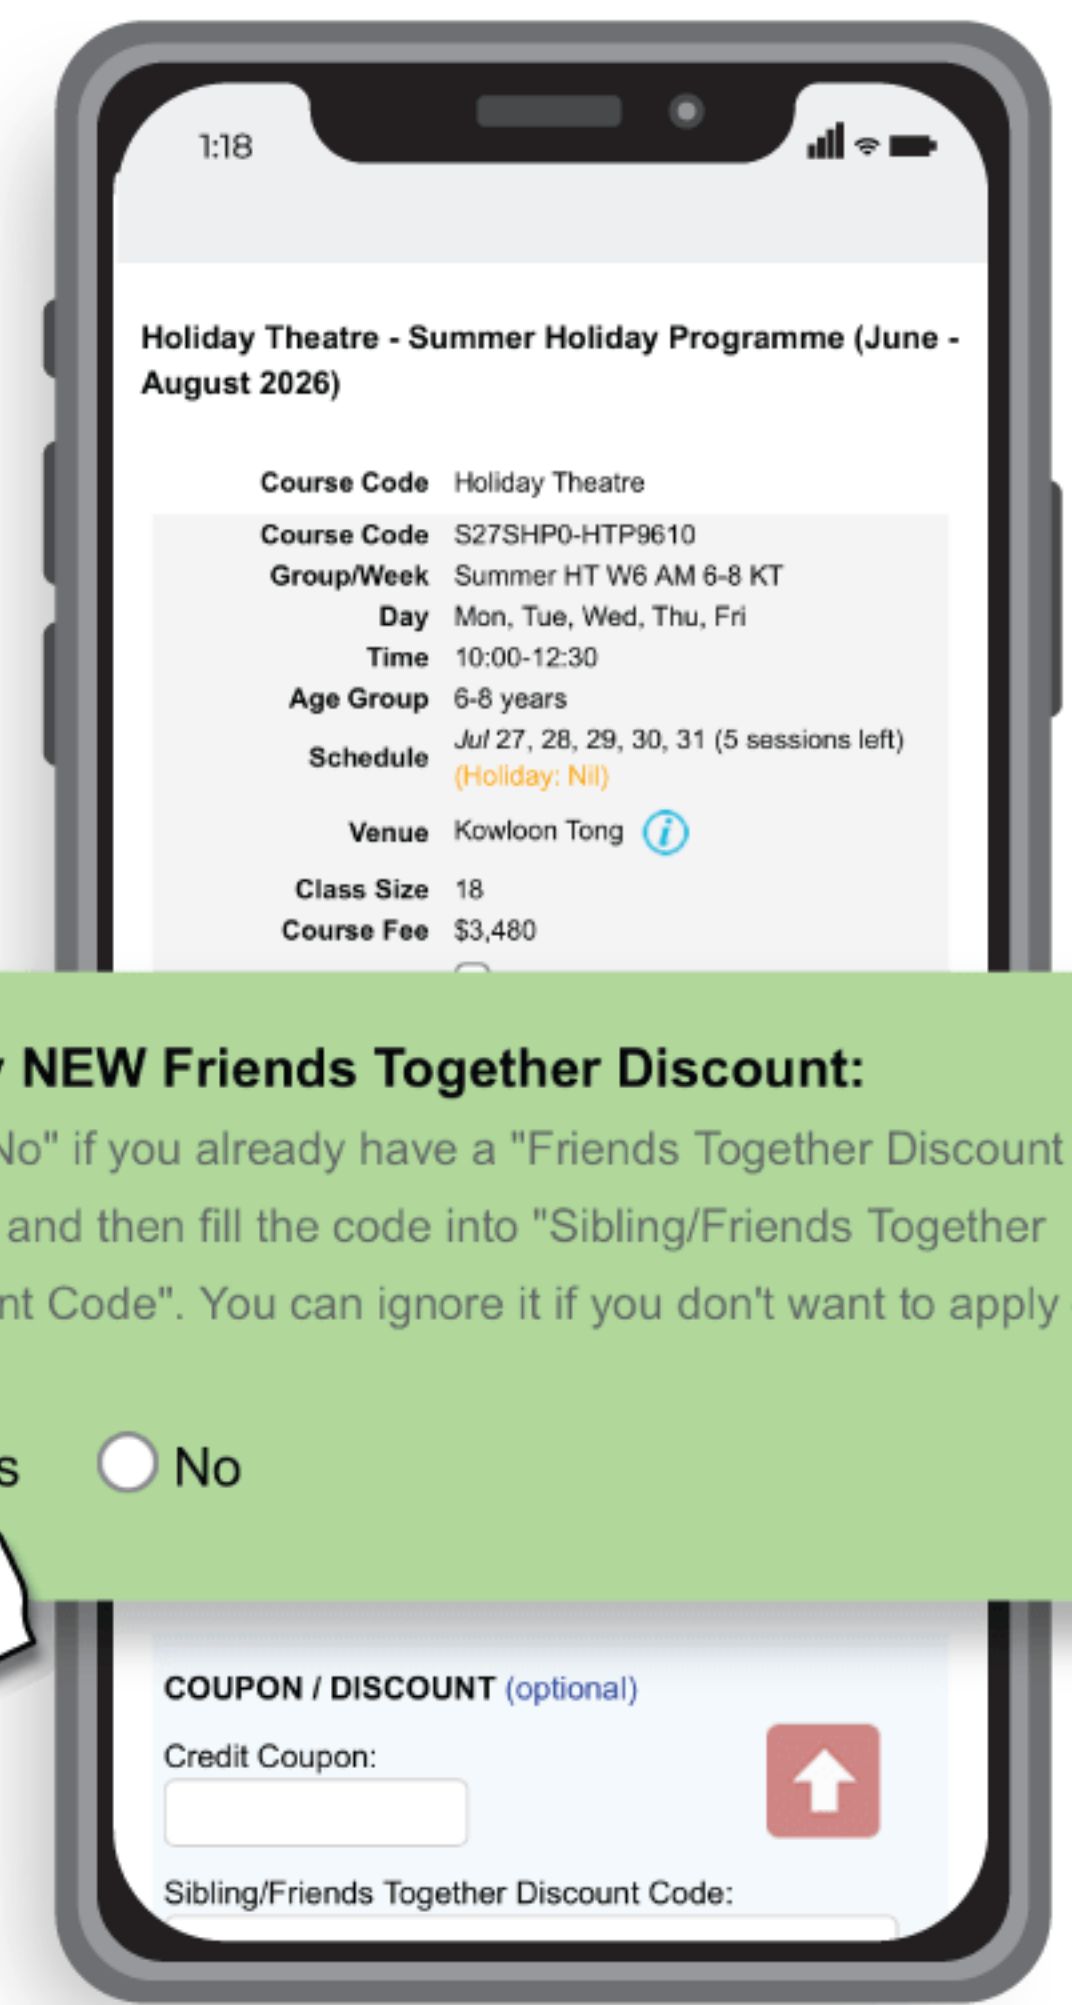 1:18
Holiday Theatre - Summer Holiday Programme (June -
August 2026)
Course Code Holiday Theatre
Course Code S27SHP0-HTP9610
Group/Week Summer HT W6 AM 6-8 KT
Day Mon, Tue, Wed, Thu, Fri
Time 10:00-12:30
Age Group 6-8 years
Schedule Jul 27, 28, 29, 30, 31 (5 sessions left)
(Holiday: Nil)
Venue Kowloon Tong i
Class Size 18
Course Fee $3,480
NEW Friends Together Discount:
No" if you already have a "Friends Together Discount
and then fill the code into "Sibling/Friends Together
nt Code". You can ignore it if you don't want to apply
s No
COUPON / DISCOUNT (optional)
Credit Coupon:
Sibling/Friends Together Discount Code: